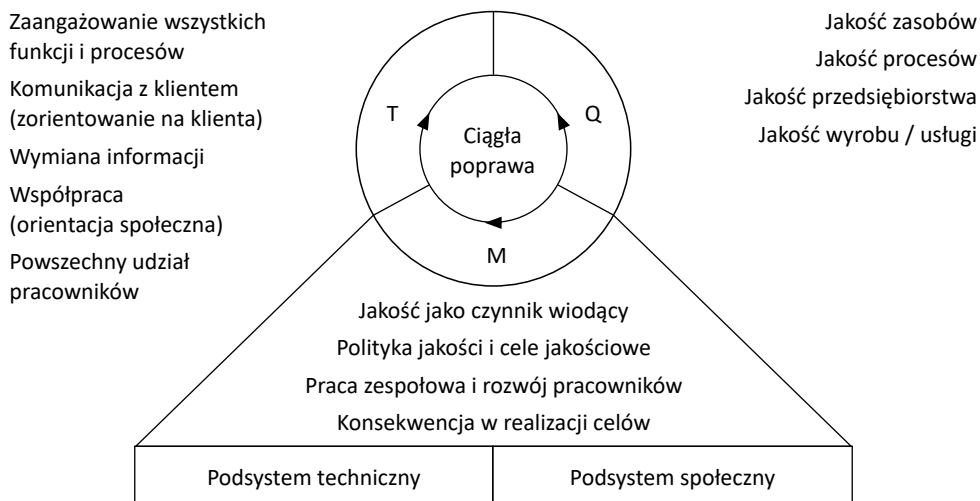 Zaangażowanie wszystkich
funkcji i procesów
Komunikacja z klientem
(zorientowanie na klienta)
Wymiana informacji
Współpraca
(orientacja społeczna)
Powszechny udział
pracowników
T
Q
Ciągła
poprawa
M
Jakość zasobów
Jakość procesów
Jakość przedsiębiorstwa
Jakość wyrobu / usługi
Jakość jako czynnik wiodący
Polityka jakości i cele jakościowe
Praca zespołowa i rozwój pracowników
Konsekwencja w realizacji celów
Podsystem techniczny
Podsystem społeczny